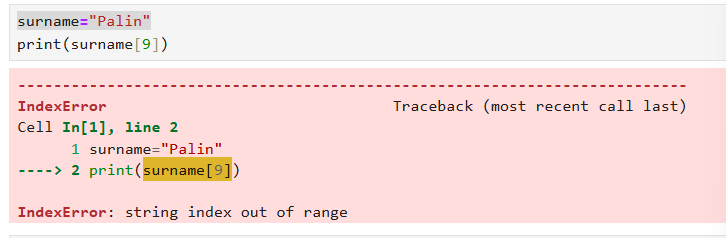 surname="Palin"
print(surname[9])
---------------------------------------------------------------------------
IndexError                                Traceback (most recent call last)
Cell In[1], line 2
      1 surname="Palin"
----> 2 print(surname[9])
IndexError: string index out of range